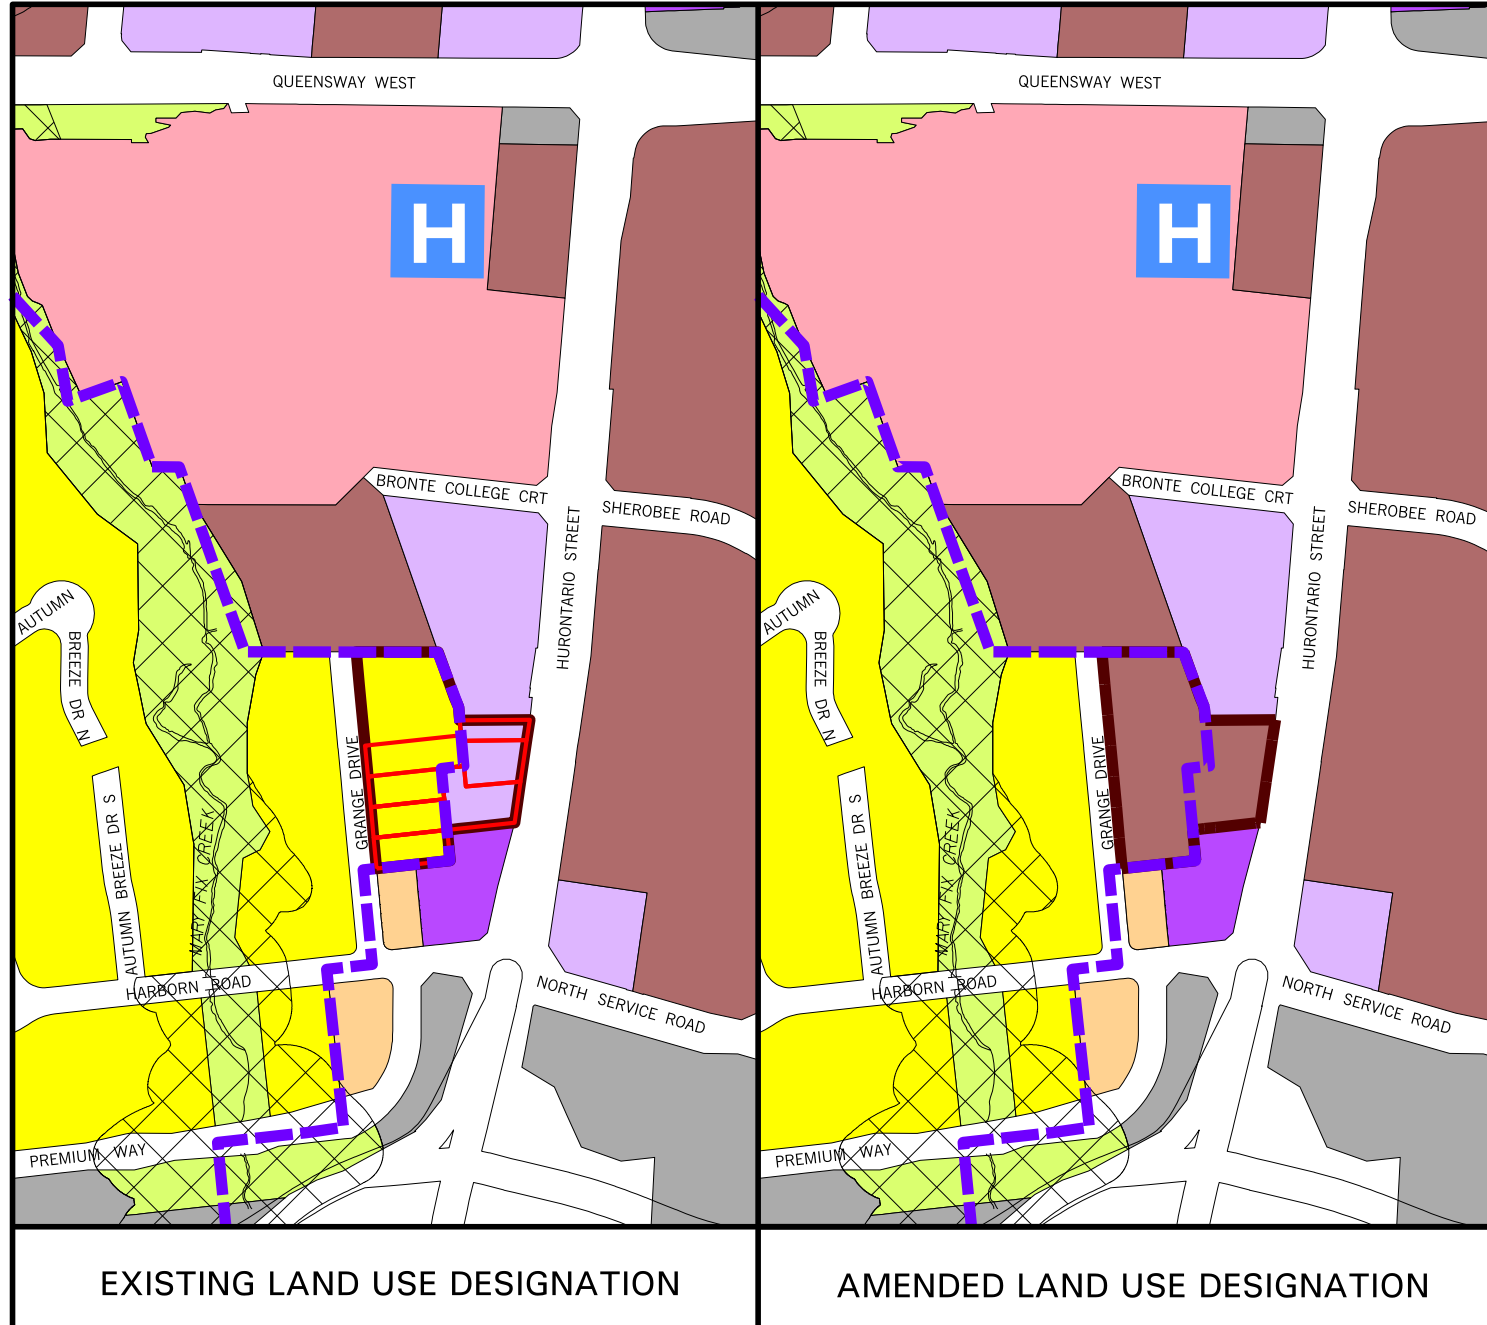 QUEENSWAY WEST
H
BRONTE COLLEGE CRT
SHEROBEE ROAD
HURONTARIO STREET
AUTUMN
BREEZE DR N
GRANGE DRIVE
AUTUMN BREEZE DR S
MARY FIX CREEK
HARBORN ROAD
NORTH SERVICE ROAD
PREMIUM WAY
EXISTING LAND USE DESIGNATION
QUEENSWAY WEST
H
BRONTE COLLEGE CRT
SHEROBEE ROAD
HURONTARIO STREET
AUTUMN
BREEZE DR N
GRANGE DRIVE
AUTUMN BREEZE DR S
MARY FIX CREEK
HARBORN ROAD
NORTH SERVICE ROAD
PREMIUM WAY
AMENDED LAND USE DESIGNATION